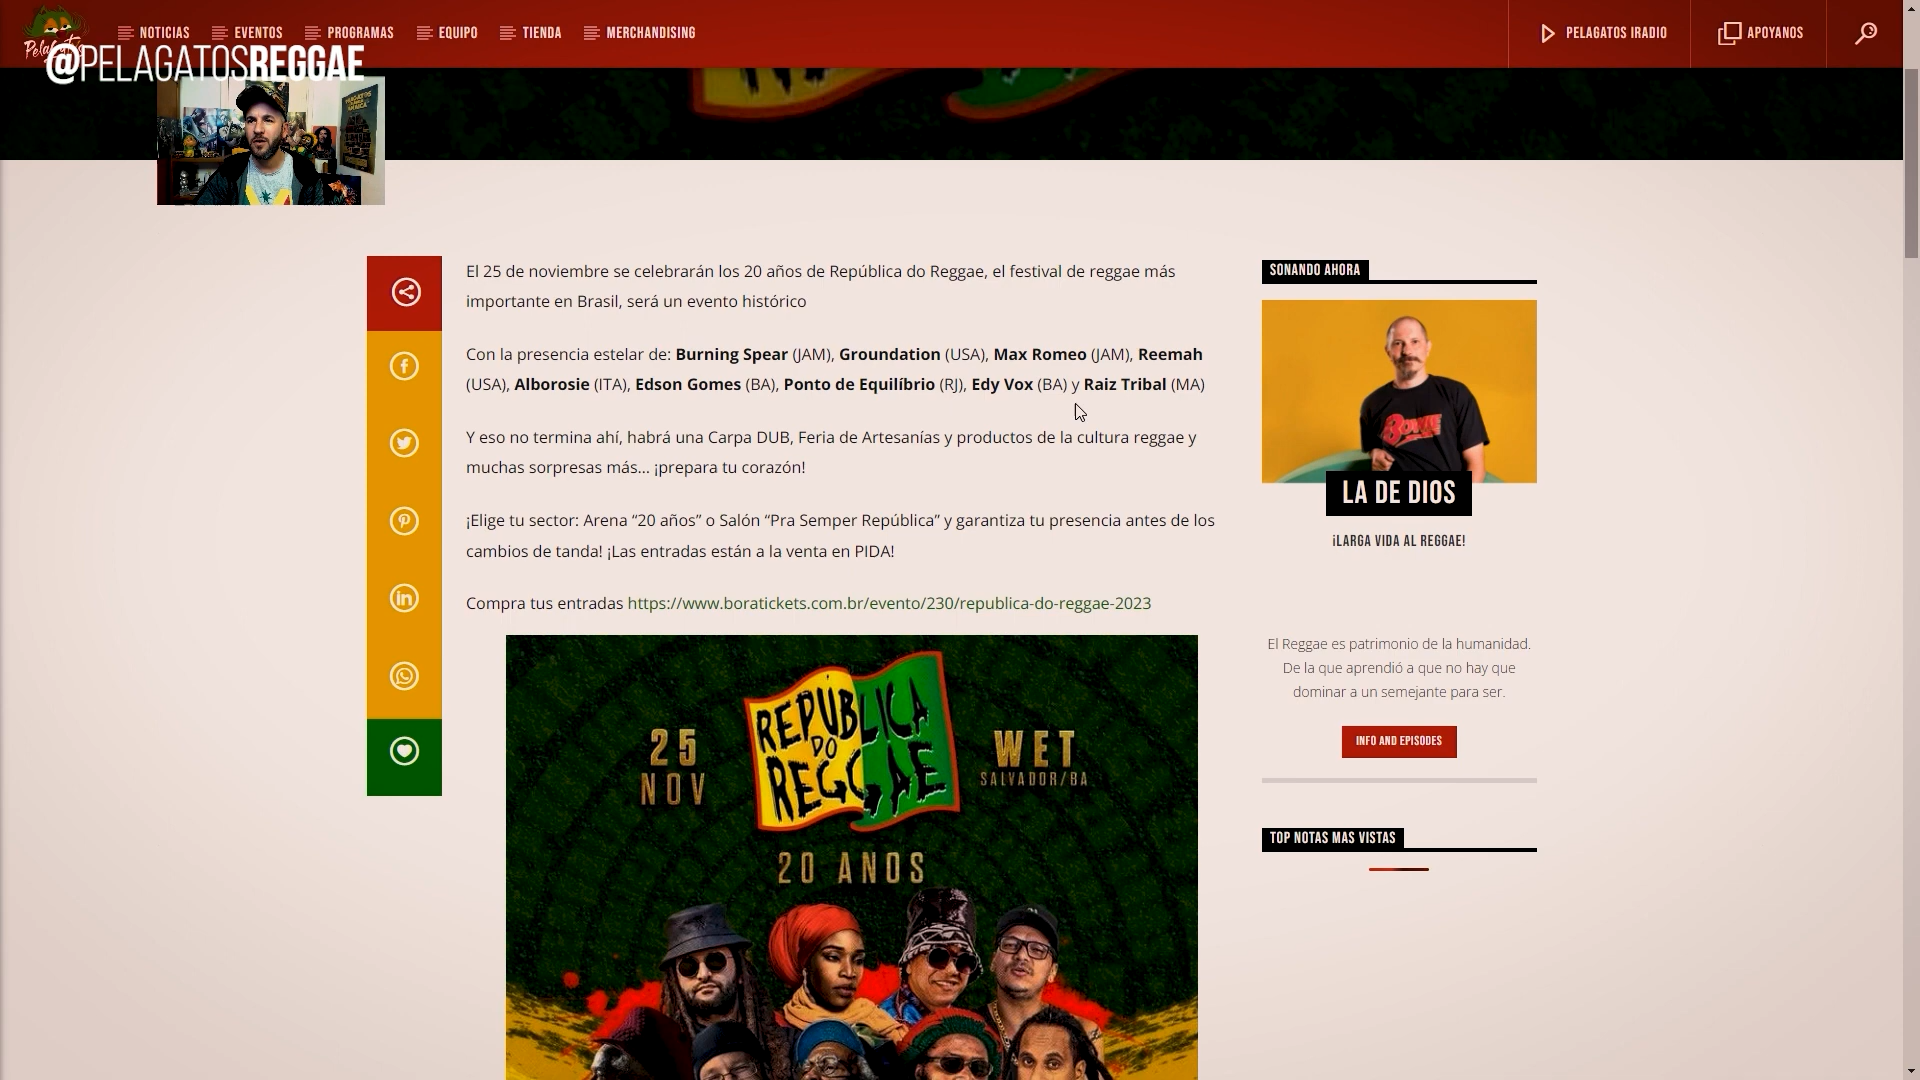 Pelagatos
NOTICIAS
EVENTOS
PROGRAMAS
EQUIPO
TIENDA
MERCHANDISING
PELAGATOS IRADIO
APOYANOS
@PELAGATOSREGGAE
El 25 de noviembre se celebrarán los 20 años de República do Reggae, el festival de reggae más
importante en Brasil, será un evento histórico
Con la presencia estelar de: Burning Spear (JAM), Groundation (USA), Max Romeo (JAM), Reemah
(USA), Alborosie (ITA), Edson Gomes (BA), Ponto de Equilíbrio (RJ), Edy Vox (BA) y Raiz Tribal (MA)
Y eso no termina ahí, habrá una Carpa DUB, Feria de Artesanías y productos de la cultura reggae y
muchas sorpresas más... ¡prepara tu corazón!
¡Elige tu sector: Arena “20 años” o Salón “Pra Semper República” y garantiza tu presencia antes de los
cambios de tanda! ¡Las entradas están a la venta en PIDA!
Compra tus entradas https://www.boratickets.com.br/evento/230/republica-do-reggae-2023
25
NOV
REPÚBLICA
DO
REGGAE
WET
SALVADOR/BA
20 ANOS
SONANDO AHORA
BOWIE
LA DE DIOS
¡LARGA VIDA AL REGGAE!
El Reggae es patrimonio de la humanidad.
De la que aprendió a que no hay que
dominar a un semejante para ser.
INFO AND EPISODES
TOP NOTAS MAS VISTAS